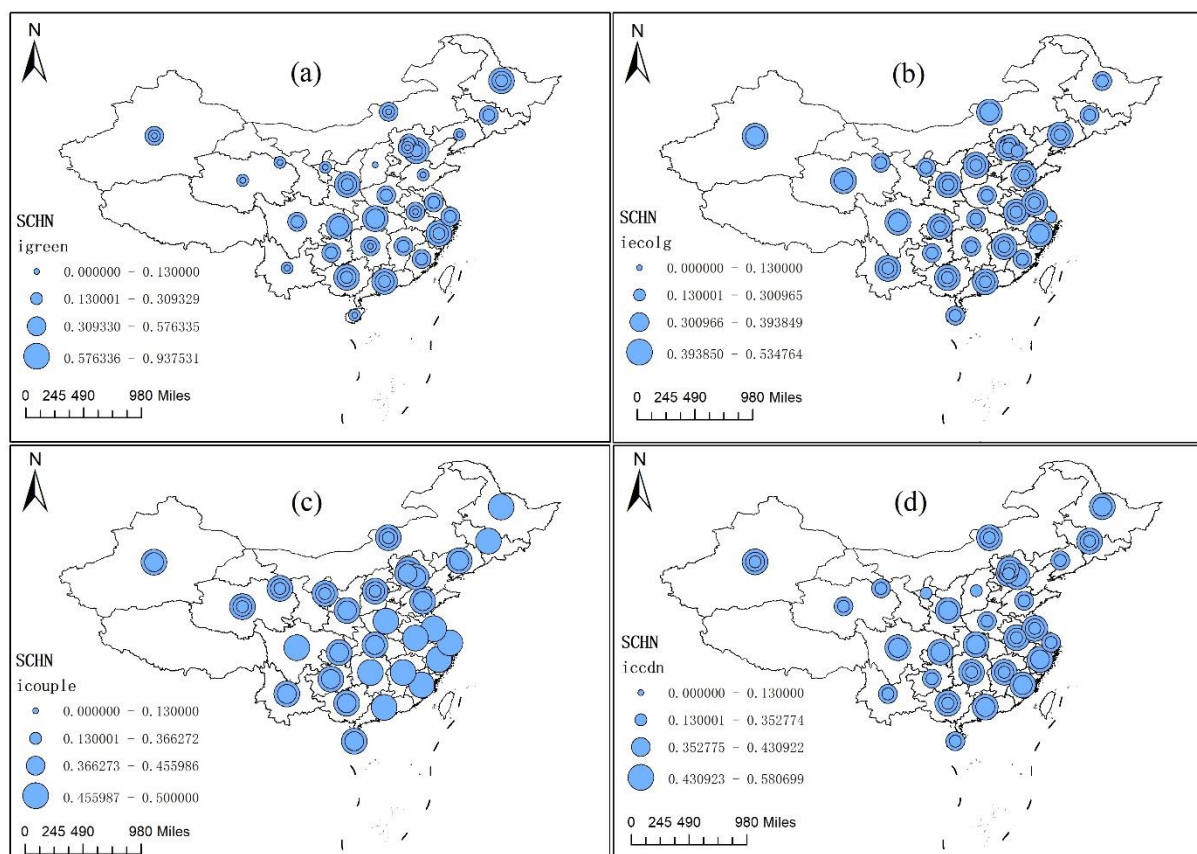 N
(a)
SCHN
igreen
0.000000 - 0.130000
0.130001 - 0.309329
0.309330 - 0.576335
0.576336 - 0.937531
0 245 490 980 Miles
N
(b)
SCHN
iecolg
0.000000 - 0.130000
0.130001 - 0.300965
0.300966 - 0.393849
0.393850 - 0.534764
0 245 490 980 Miles
N
(c)
SCHN
icouple
0.000000 - 0.130000
0.130001 - 0.366272
0.366273 - 0.455986
0.455987 - 0.500000
0 245 490 980 Miles
N
(d)
SCHN
iccdn
0.000000 - 0.130000
0.130001 - 0.352774
0.352775 - 0.430922
0.430923 - 0.580699
0 245 490 980 Miles